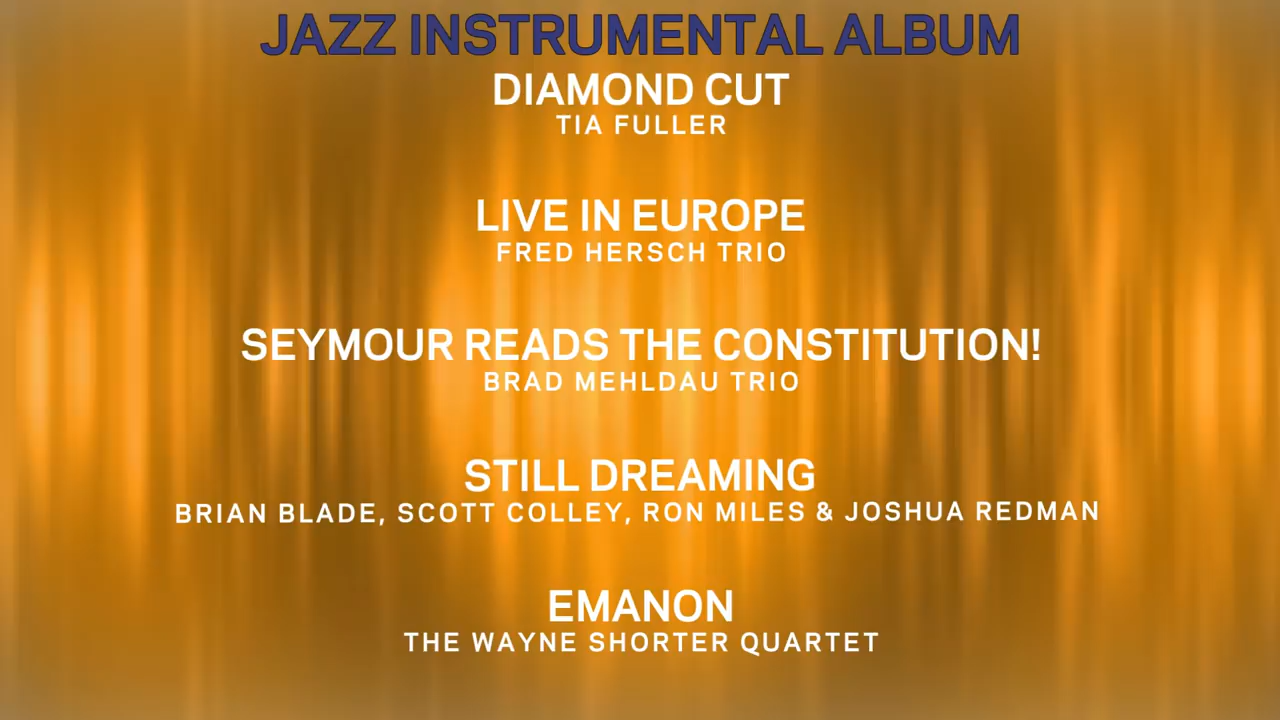 JAZZ INSTRUMENTAL ALBUM
DIAMOND CUT
TIA FULLER
LIVE IN EUROPE
FRED HERSCH TRIO
SEYMOUR READS THE CONSTITUTION!
BRAD MEHLDAU TRIO
STILL DREAMING
BRIAN BLADE, SCOTT COLLEY, RON MILES & JOSHUA REDMAN
EMANON
THE WAYNE SHORTER QUARTET